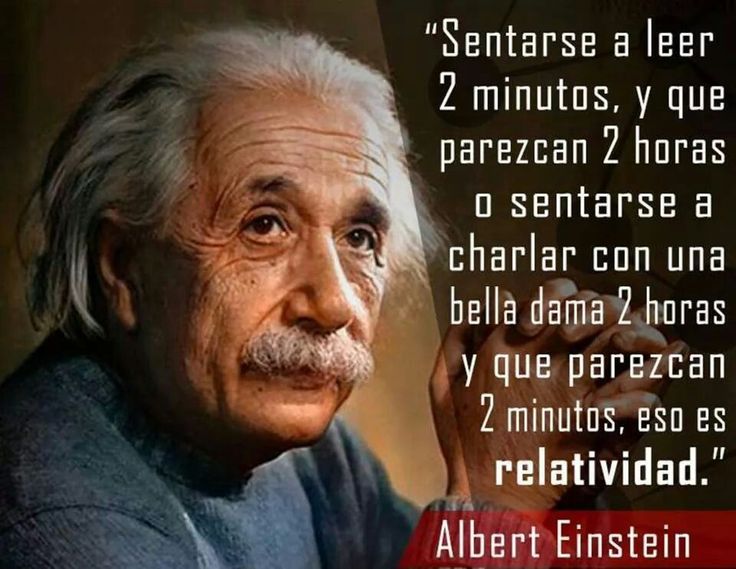 “Sentarse a leer
2 minutos, y que
parezcan 2 horas
o sentarse a
charlar con una
bella dama 2 horas
y que parezcan
2 minutos, eso es
relatividad.”
Albert Einstein